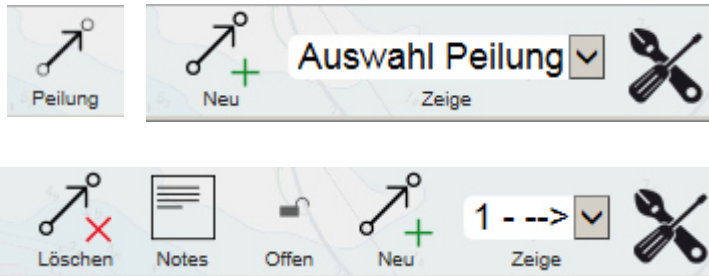 Auswahl Peilung
Peilung
Neu
Zeige
1 - -->
Löschen
Notes
Offen
Neu
Zeige